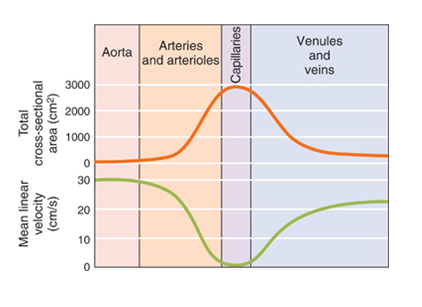 Aorta
Arteries
and arterioles
Capillaries
Venules
and
veins
Total
cross-sectional
area (cm2)
3000
2000
1000
0
Mean linear
velocity
(cm/s)
30
20
10
0